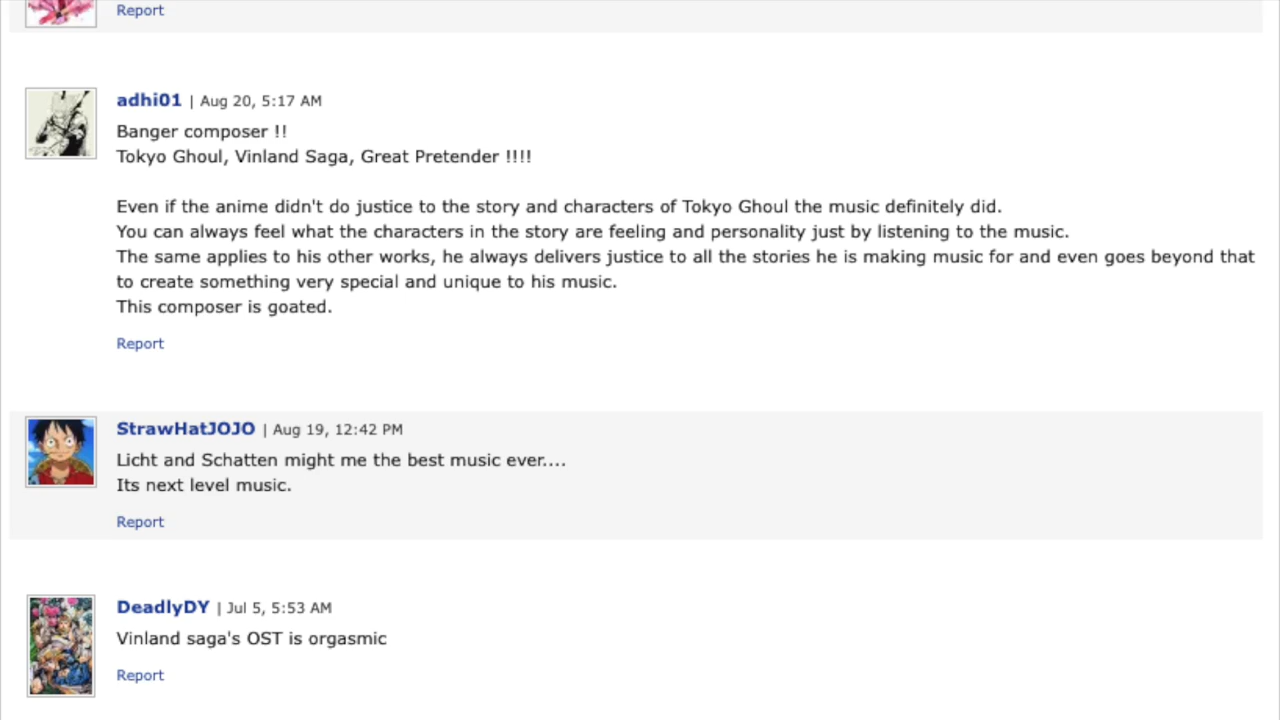 Report
adhi01 | Aug 20, 5:17 AM
Banger composer !!
Tokyo Ghoul, Vinland Saga, Great Pretender !!!!
Even if the anime didn't do justice to the story and characters of Tokyo Ghoul the music definitely did.
You can always feel what the characters in the story are feeling and personality just by listening to the music.
The same applies to his other works, he always delivers justice to all the stories he is making music for and even goes beyond that
to create something very special and unique to his music.
This composer is goated.
Report
StrawHatJOJO | Aug 19, 12:42 PM
Licht and Schatten might me the best music ever....
Its next level music.
Report
DeadlyDY | Jul 5, 5:53 AM
Vinland saga's OST is orgasmic
Report